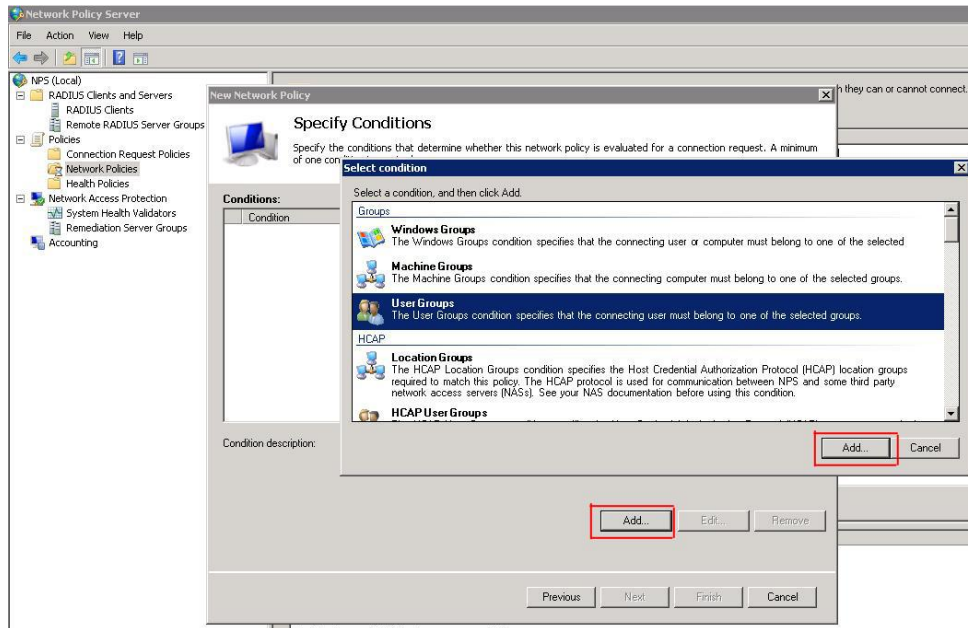 Network Policy Server
File Action View Help
NPS (Local)
RADIUS Clients and Servers
RADIUS Clients
Remote RADIUS Server Groups
Policies
Connection Request Policies
Network Policies
Health Policies
Network Access Protection
System Health Validators
Remediation Server Groups
Accounting
they can or cannot connect.
New Network Policy
Specify Conditions
Specify the conditions that determine whether this network policy is evaluated for a connection request. A minimum
of one
Conditions:
Condition
Select condition
Select a condition, and then click Add.
Groups
Windows Groups
The Windows Groups condition specifies that the connecting user or computer must belong to one of the selected
Machine Groups
The Machine Groups condition specifies that the connecting computer must belong to one of the selected groups.
User Groups
The User Groups condition specifies that the connecting user must belong to one of the selected groups.
HCAP
Location Groups
The HCAP Location Groups condition specifies the Host Credential Authorization Protocol (HCAP) location groups
required to match this policy. The HCAP protocol is used for communication between NPS and some third party
network access servers (NASs). See your NAS documentation before using this condition.
HCAP User Groups
Add... Cancel
Condition description:
Add... Edit... Remove
Previous Next Finish Cancel